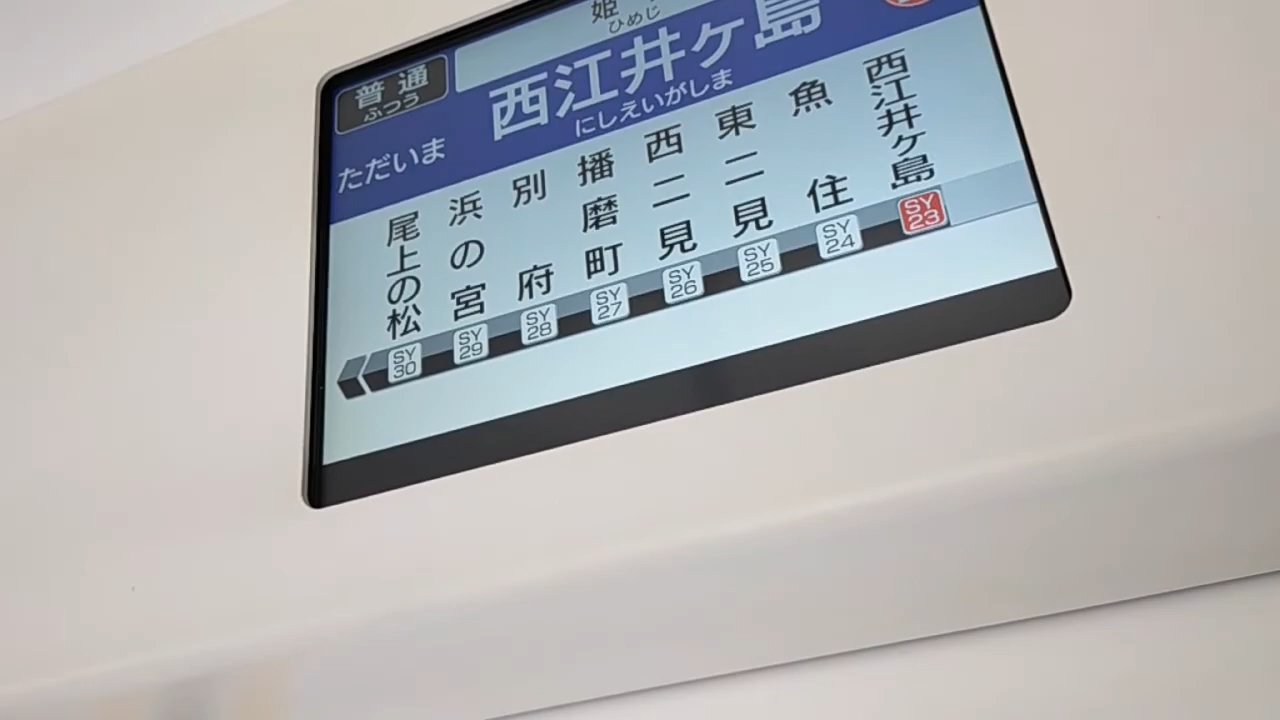 姫
ひめじ
普通
ふつう
ただいま
西江井ヶ島
にしえいがしま
尾上の松
浜の宮
別府
播磨町
西二見
東二見
魚住
西江井ヶ島
SY 30
SY 29
SY 28
SY 27
SY 26
SY 25
SY 24
SY 23